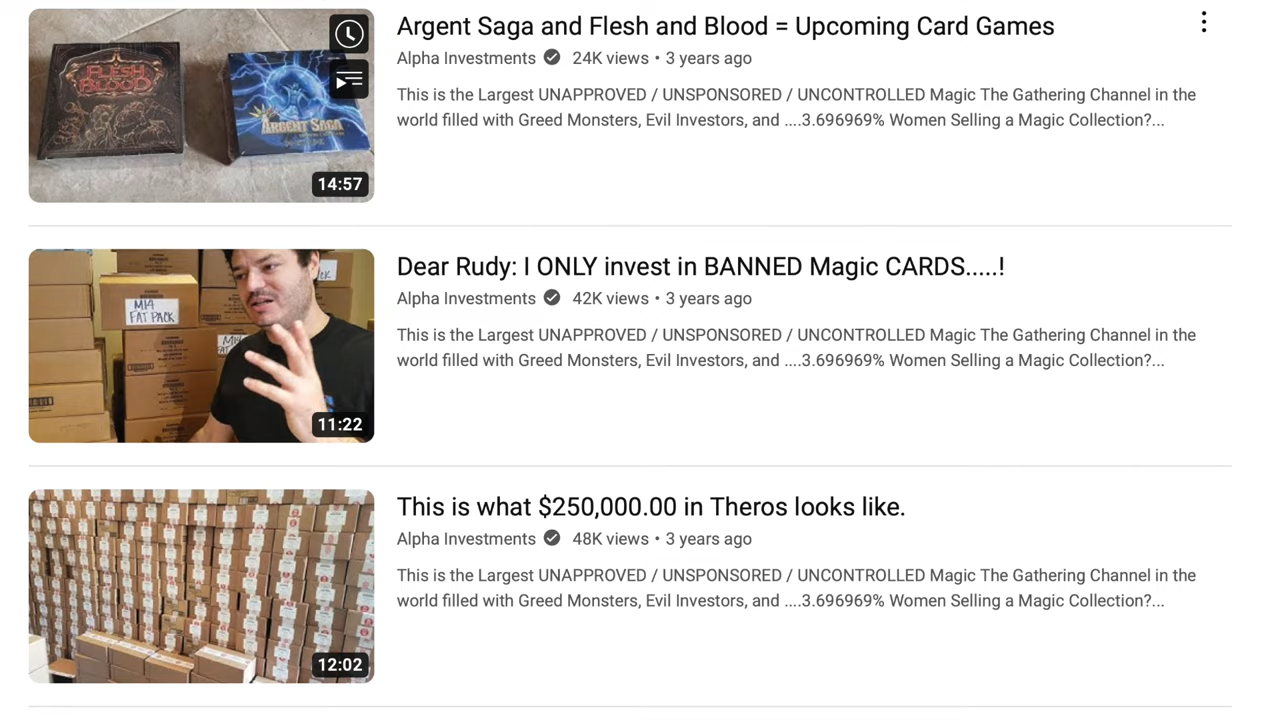 FLESH
BLOOD
ARGENT SAGA
14:57
Argent Saga and Flesh and Blood = Upcoming Card Games
Alpha Investments 24K views • 3 years ago
This is the Largest UNAPPROVED / UNSPONSORED / UNCONTROLLED Magic The Gathering Channel in the
world filled with Greed Monsters, Evil Investors, and ....3.696969% Women Selling a Magic Collection?...
M14
FAT PACK
11:22
Dear Rudy: I ONLY invest in BANNED Magic CARDS.....!
Alpha Investments 42K views • 3 years ago
This is the Largest UNAPPROVED / UNSPONSORED / UNCONTROLLED Magic The Gathering Channel in the
world filled with Greed Monsters, Evil Investors, and ....3.696969% Women Selling a Magic Collection?...
12:02
This is what $250,000.00 in Theros looks like.
Alpha Investments 48K views • 3 years ago
This is the Largest UNAPPROVED / UNSPONSORED / UNCONTROLLED Magic The Gathering Channel in the
world filled with Greed Monsters, Evil Investors, and ....3.696969% Women Selling a Magic Collection?...